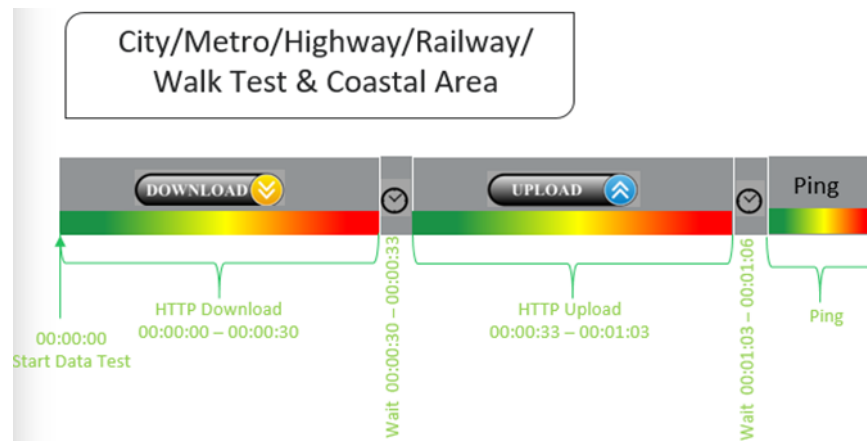 City/Metro/Highway/Railway/
Walk Test & Coastal Area
DOWNLOAD
UPLOAD
Ping
HTTP Download
00:00:00 – 00:00:30
Wait 00:00:30 – 00:00:33
HTTP Upload
00:00:33 – 00:01:03
Wait 00:01:03 – 00:01:06
Ping
00:00:00
Start Data Test